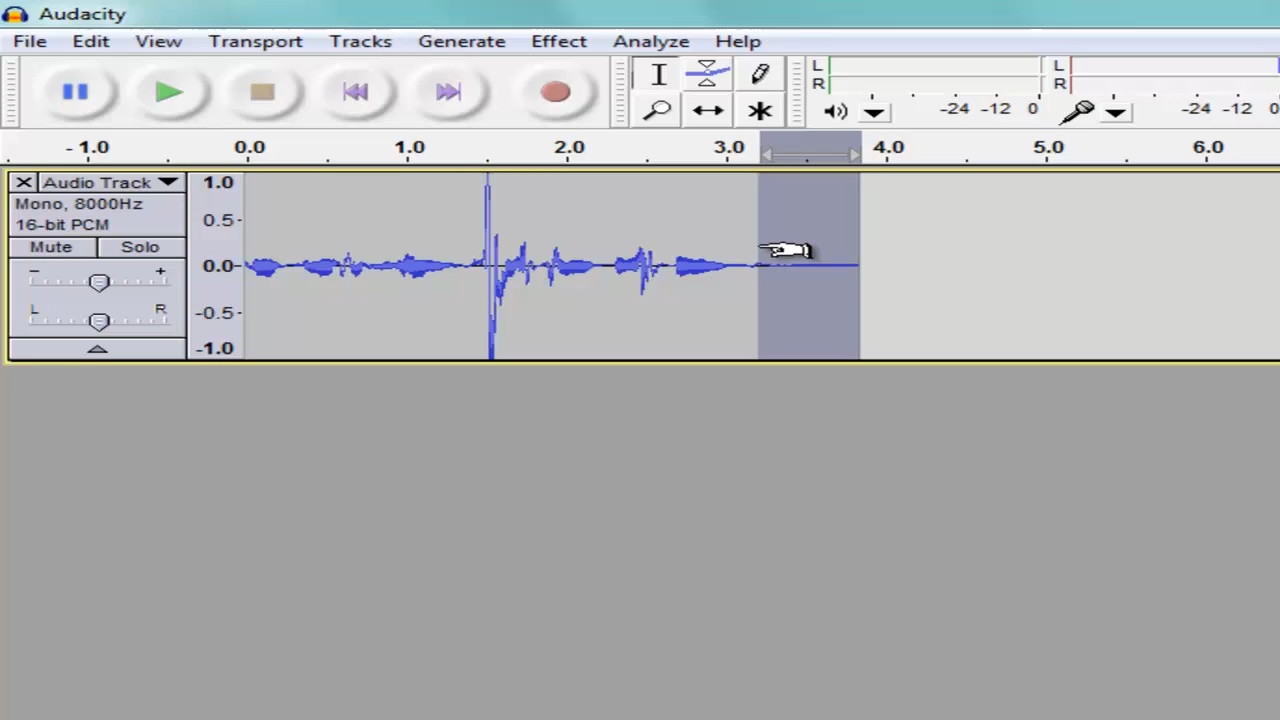 Audacity
File Edit View Transport Tracks Generate Effect Analyze Help
L
R
-24 -12 0
L
R
-24 -12 0
- 1.0 0.0 1.0 2.0 3.0 4.0 5.0 6.0
Audio Track
Mono, 8000Hz
16-bit PCM
Mute Solo
- +
L R
1.0
0.5-
0.0-
-0.5-
-1.0